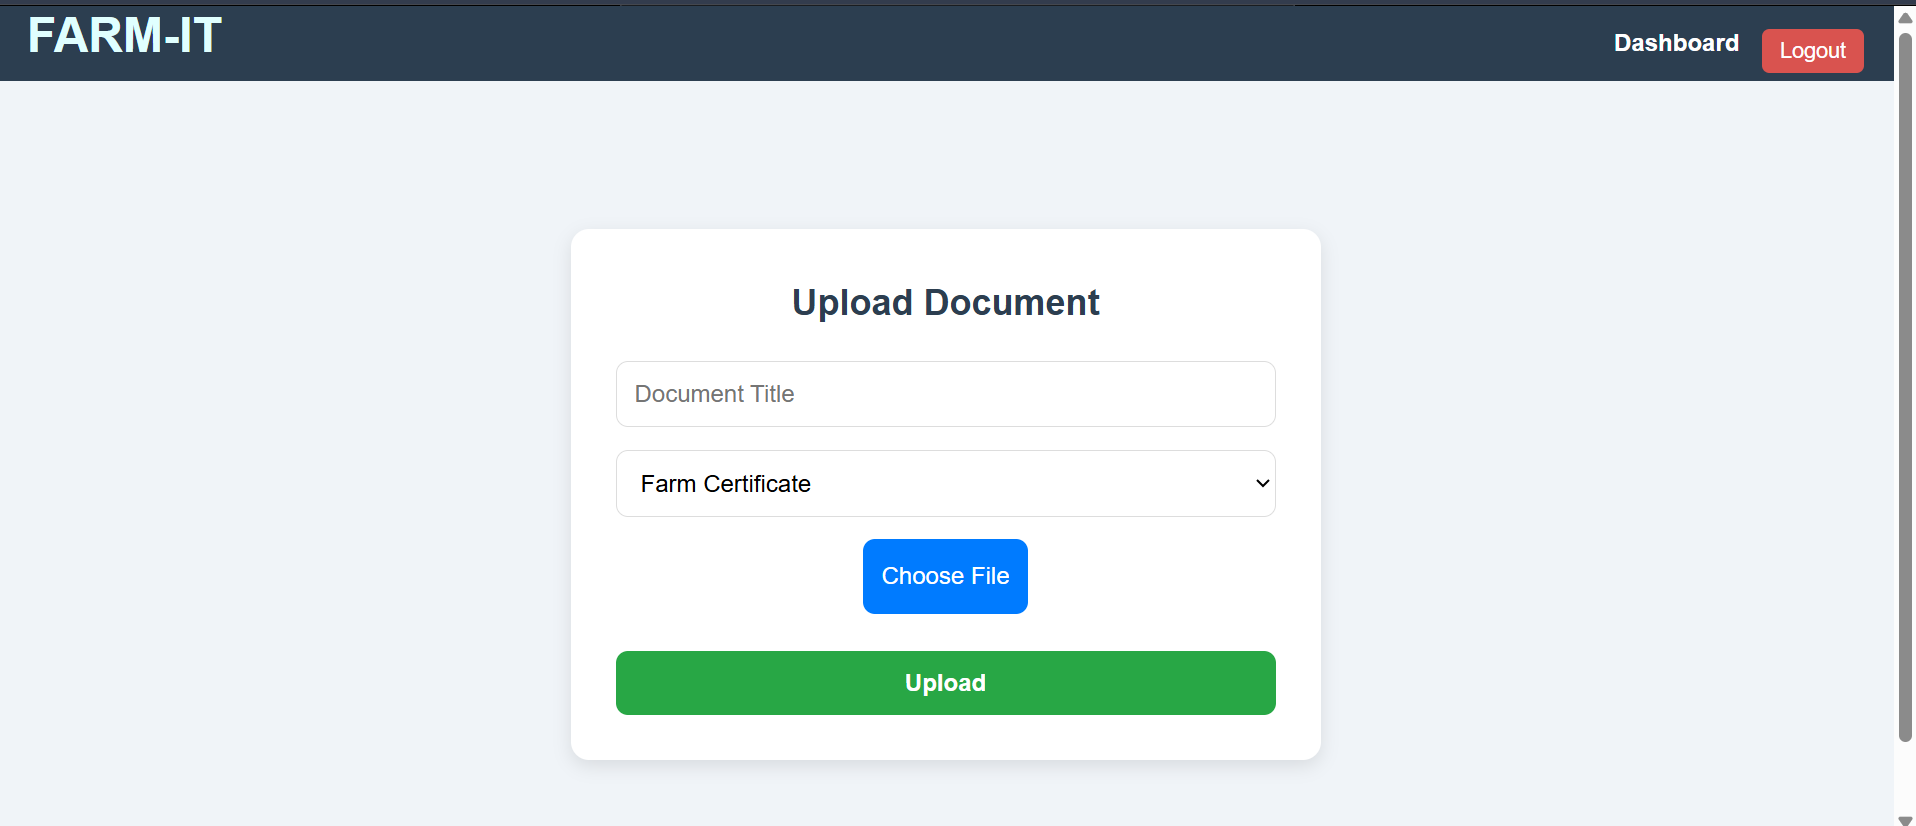 FARM-IT
Dashboard
Logout
Upload Document
Document Title
Farm Certificate
Choose File
Upload